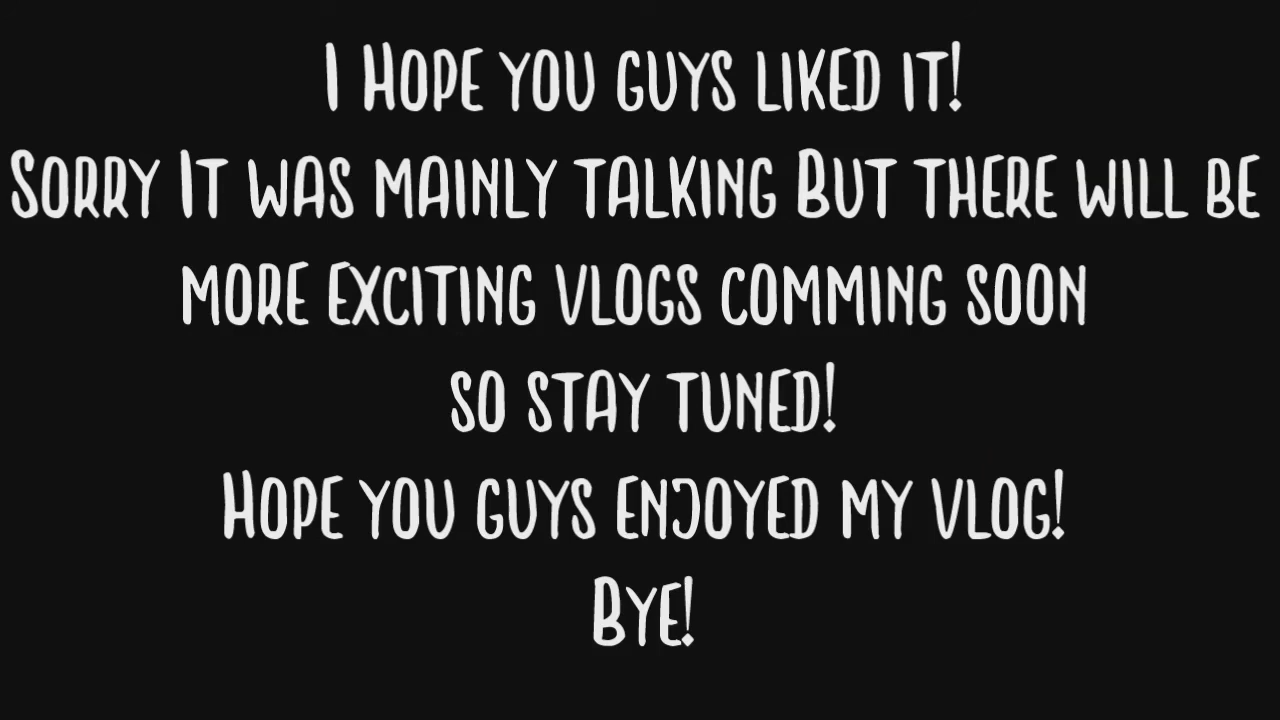 I Hope you guys liked it!
Sorry It was mainly talking But there will be
more Exciting vlogs comming soon
so stay tuned!
Hope you guys enjoyed my vlog!
Bye!